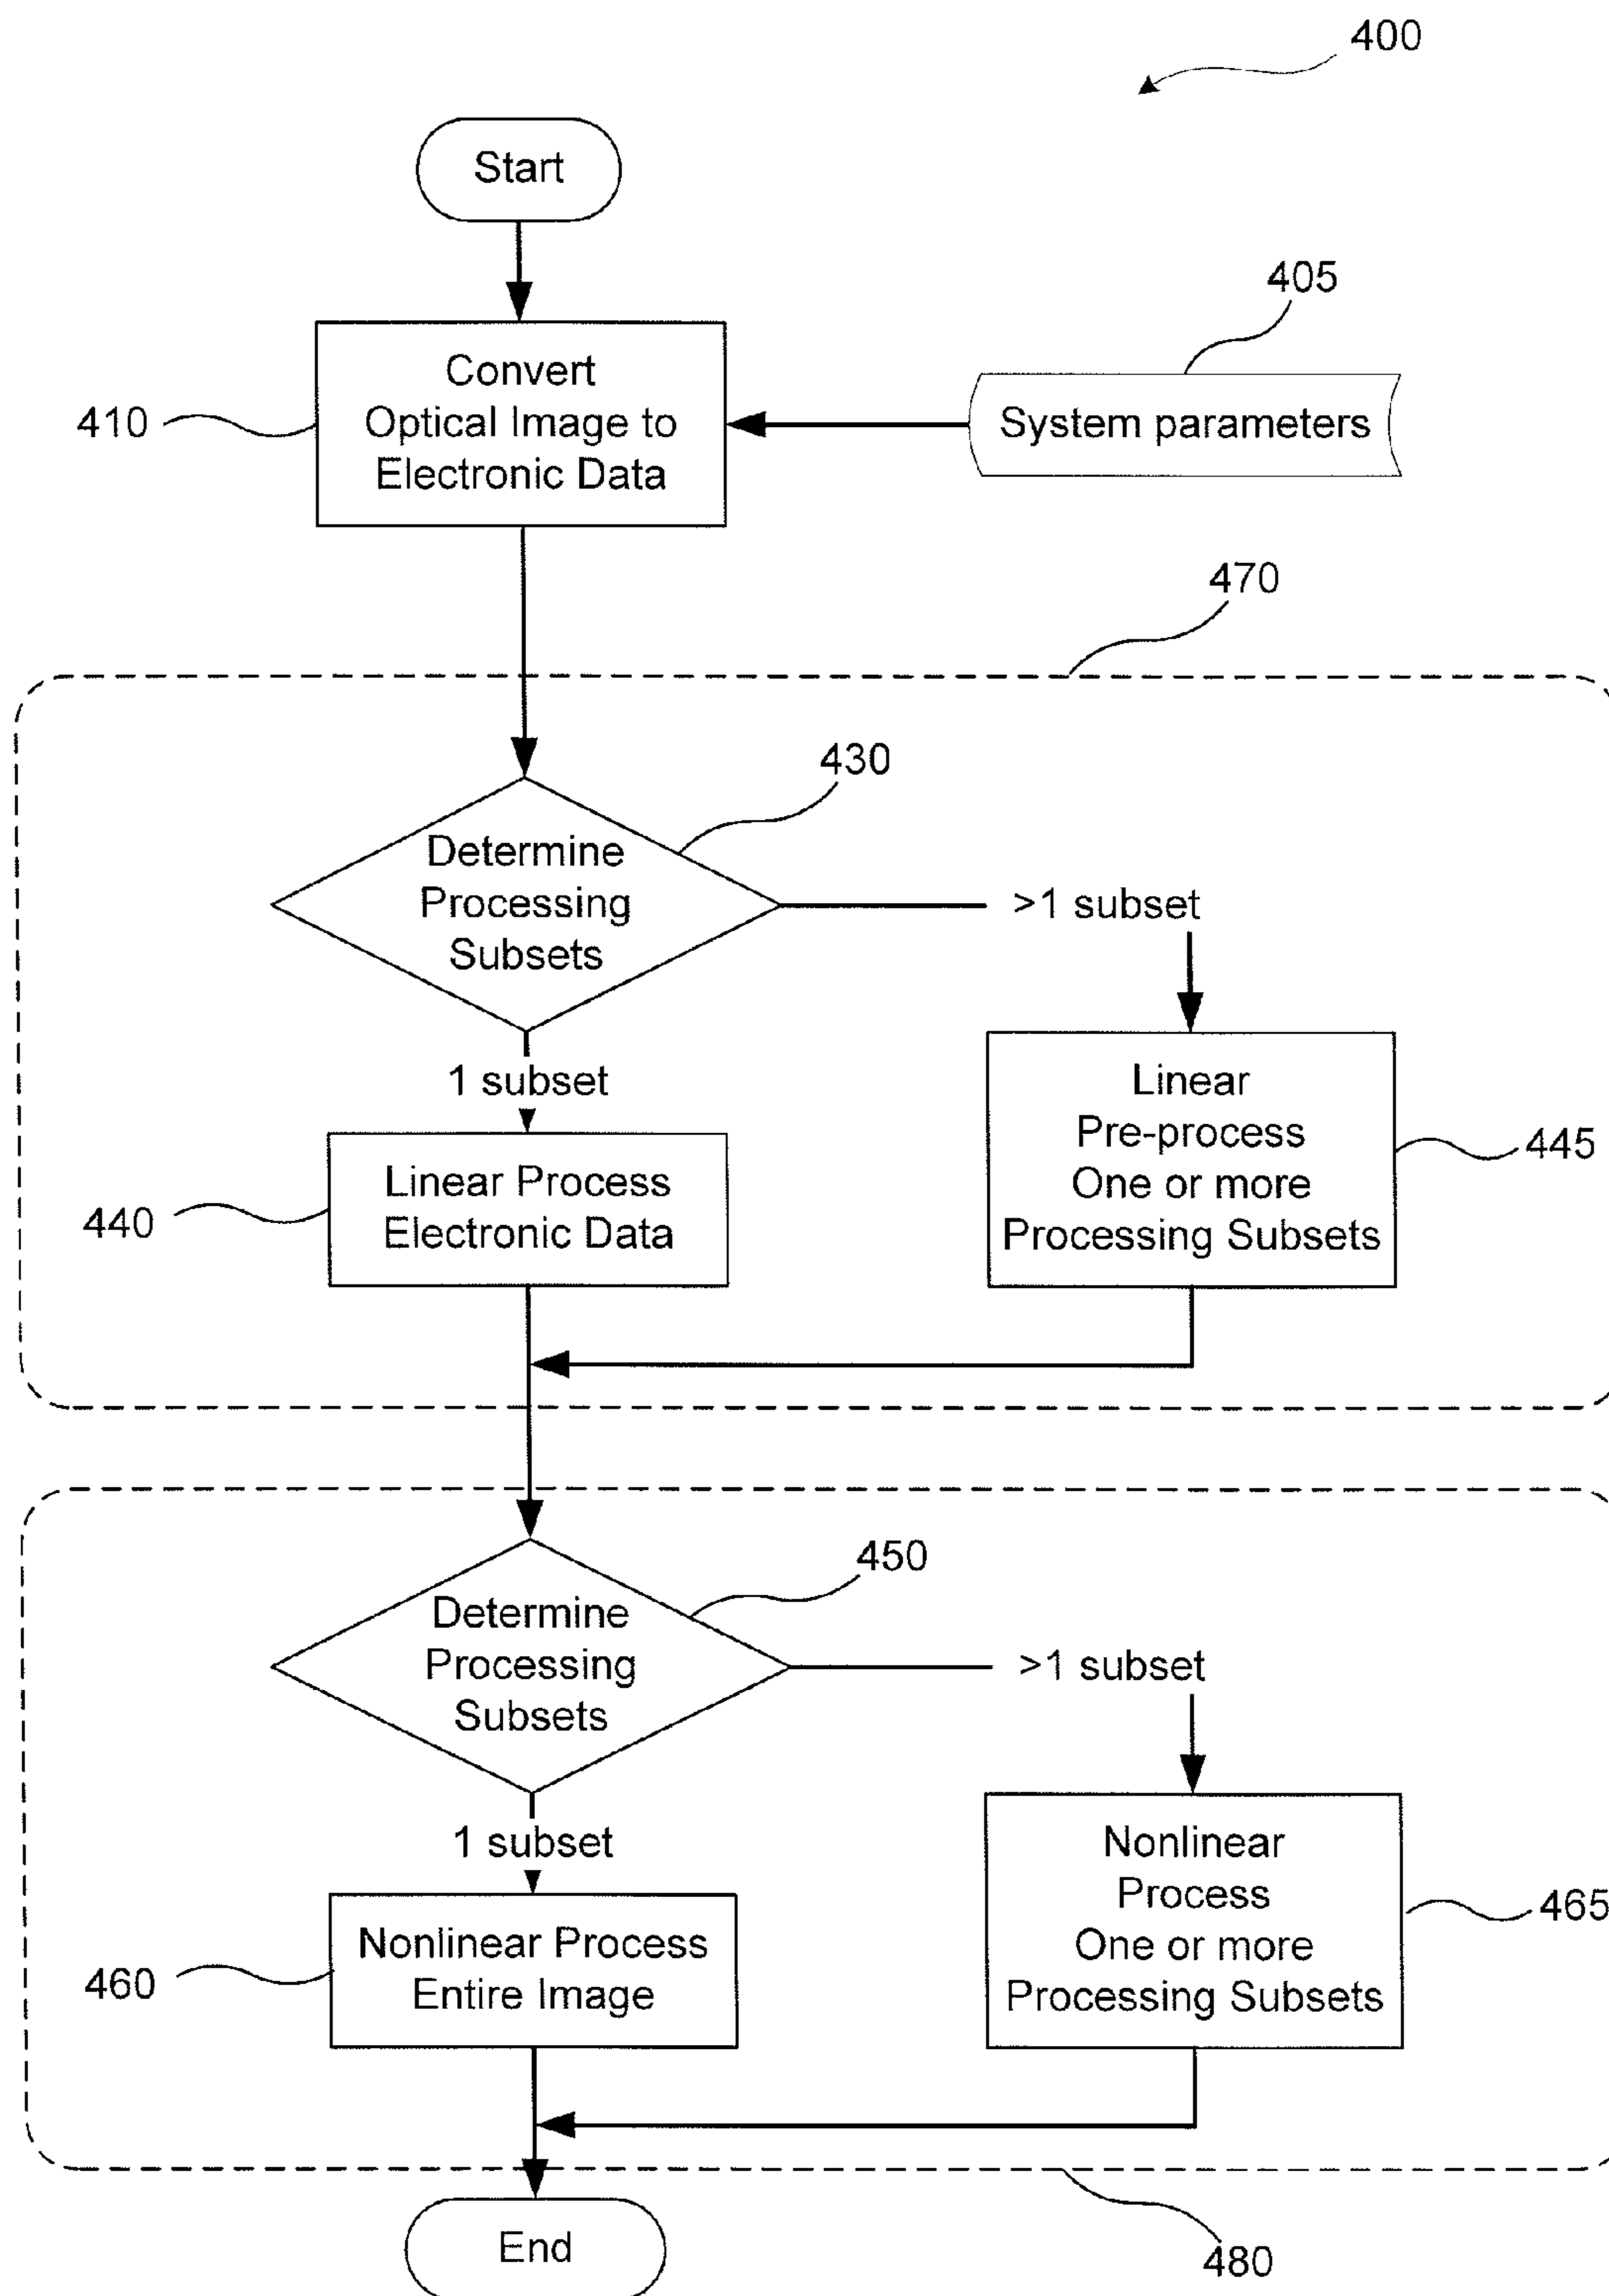 400
Start
405
Convert
Optical Image to
Electronic Data
410
System parameters
470
430
Determine
Processing
Subsets
>1 subset
1 subset
Linear
Pre-process
One or more
Processing Subsets
445
Linear Process
Electronic Data
440
450
Determine
Processing
Subsets
>1 subset
1 subset
Nonlinear
Process
One or more
Processing Subsets
465
Nonlinear Process
Entire Image
460
End
480